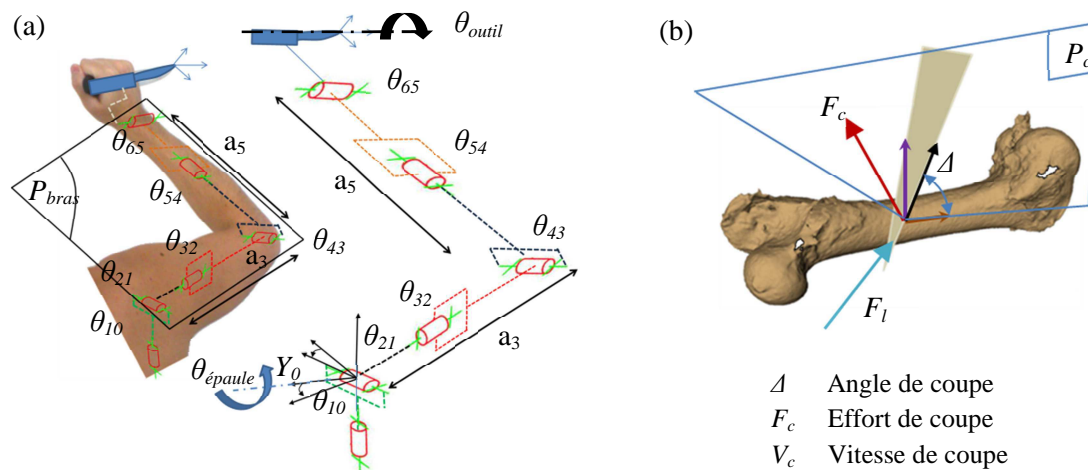 (a)
θoutil
θ65
θ54
a5
θ43
θ32
a3
θ21
θépaule
Y0
θ10
θ65
a5
Pbras
θ54
θ32
θ43
a3
θ21
θ10
(b)
Pc
Fc
Δ
Fl
Δ Angle de coupe
Fc Effort de coupe
Vc Vitesse de coupe